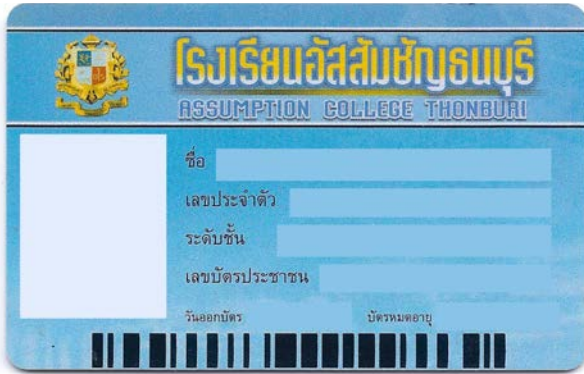 โรงเรียนอัสสัมชัญธนบุรี
ASSUMPTION COLLEGE THONBURI
ชื่อ
เลขประจำตัว
ระดับชั้น
เลขบัตรประชาชน
วันออกบัตร บัตรหมดอายุ